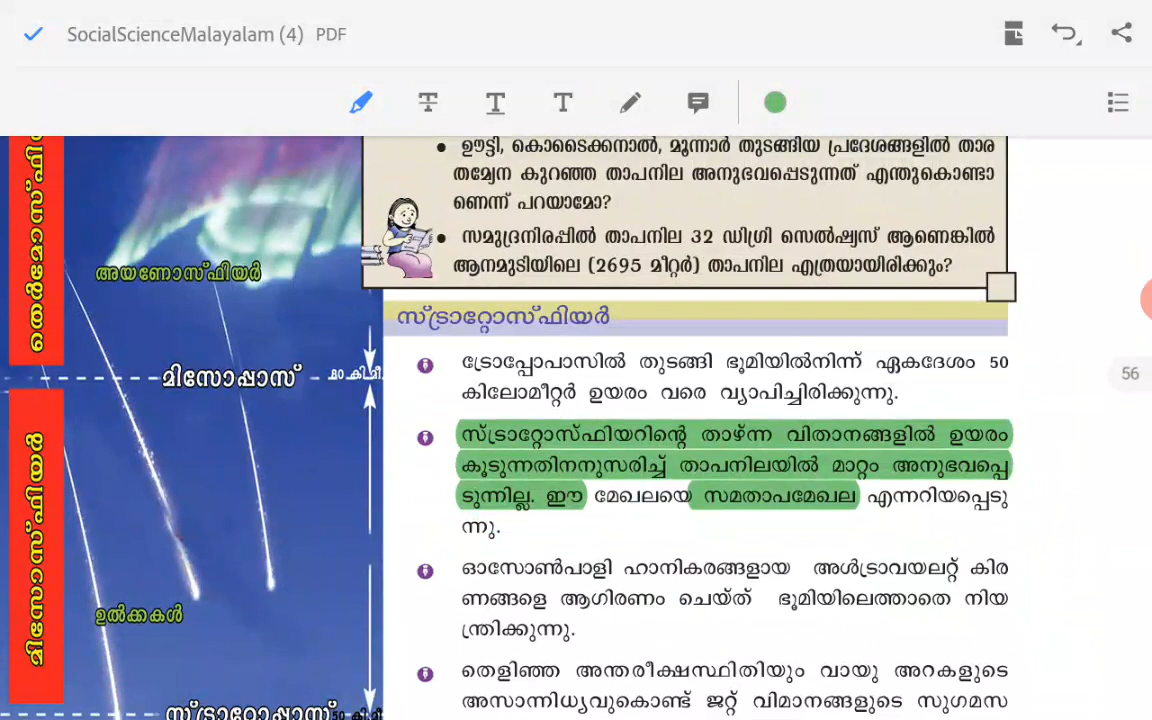 SocialScienceMalayalam (4) PDF
ഊട്ടി, കൊടൈക്കനാൽ, മൂന്നാർ തുടങ്ങിയ പ്രദേശങ്ങളിൽ താര
തമ്യേന കുറഞ്ഞ താപനില അനുഭവപ്പെടുന്നത് എന്തുകൊണ്ടാ
ണെന്ന് പറയാമോ?
സമുദ്രനിരപ്പിൽ താപനില 32 ഡിഗ്രി സെൽഷ്യസ് ആണെങ്കിൽ
ആനമുടിയിലെ (2695 മീറ്റർ) താപനില എത്രയായിരിക്കും?
സ്ട്രാറ്റോസ്ഫിയർ
ട്രോപ്പോപാസിൽ തുടങ്ങി ഭൂമിയിൽനിന്ന് ഏകദേശം 50
കിലോമീറ്റർ ഉയരം വരെ വ്യാപിച്ചിരിക്കുന്നു.
സ്ട്രാറ്റോസ്ഫിയറിന്റെ താഴ്ന്ന വിതാനങ്ങളിൽ ഉയരം
കൂടുന്നതിനനുസരിച്ച് താപനിലയിൽ മാറ്റം അനുഭവപ്പെ
ടുന്നില്ല. ഈ മേഖലയെ സമതാപമേഖല എന്നറിയപ്പെടു
ന്നു.
ഓസോൺപാളി ഹാനികരങ്ങളായ അൾട്രാവയലറ്റ് കിര
ണങ്ങളെ ആഗിരണം ചെയ്ത് ഭൂമിയിലെത്താതെ നിയ
ന്ത്രിക്കുന്നു.
തെളിഞ്ഞ അന്തരീക്ഷസ്ഥിതിയും വായു അറകളുടെ
അസാന്നിധ്യവുകൊണ്ട് ജറ്റ് വിമാനങ്ങളുടെ സുഗമസ
അയണോസ്ഫിയർ
മിസോപ്പാസ്
80 കി.മീ.
മിസോസ്ഫിയർ
ഉൽക്കകൾ
സ്ട്രാറ്റോപ്പാസ്
50 കി.മീ
56